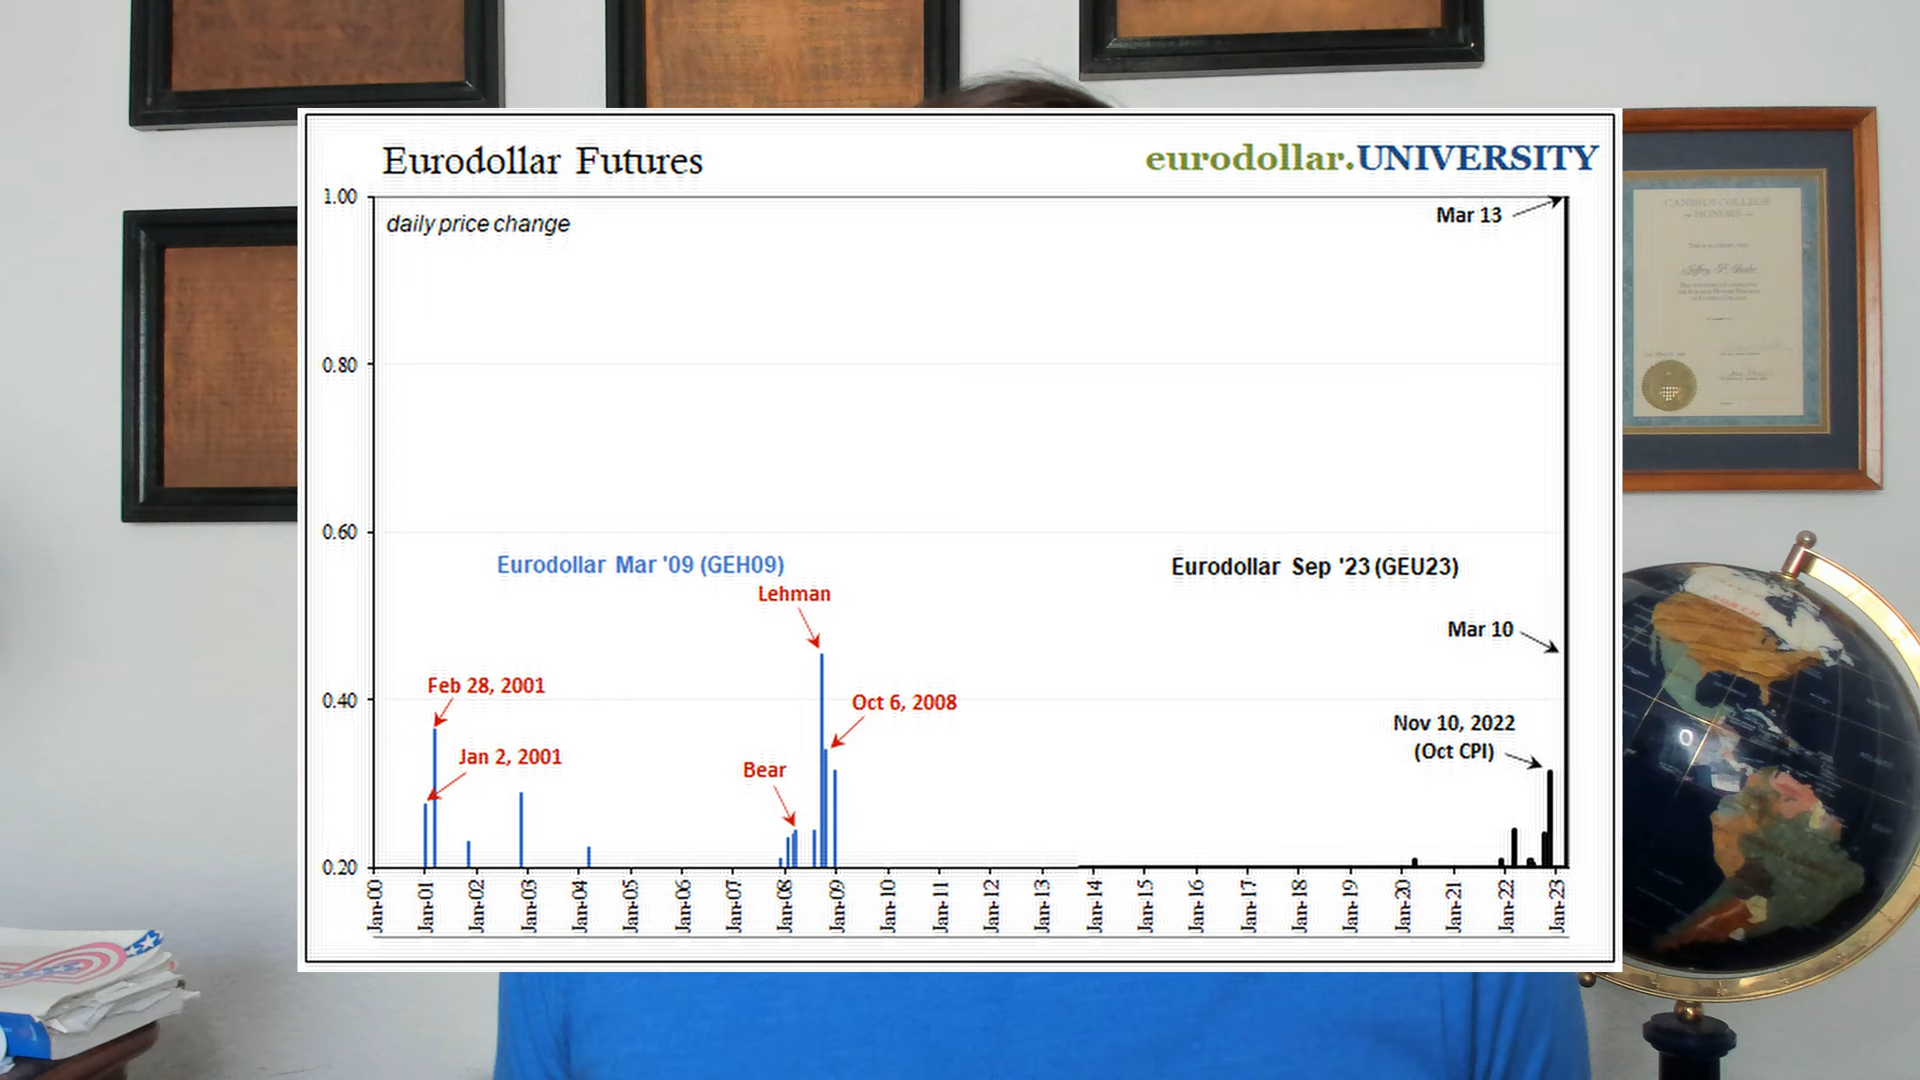 Eurodollar Futures
eurodollar.UNIVERSITY
daily price change
1.00
0.80
0.60
0.40
0.20
Mar 13
Eurodollar Mar '09 (GEH09)
Eurodollar Sep '23 (GEU23)
Lehman
Mar 10
Feb 28, 2001
Oct 6, 2008
Nov 10, 2022
(Oct CPI)
Jan 2, 2001
Bear
Jan-00
Jan-01
Jan-02
Jan-03
Jan-04
Jan-05
Jan-06
Jan-07
Jan-08
Jan-09
Jan-10
Jan-11
Jan-12
Jan-13
Jan-14
Jan-15
Jan-16
Jan-17
Jan-18
Jan-19
Jan-20
Jan-21
Jan-22
Jan-23
CANISIUS COLLEGE
HONORS